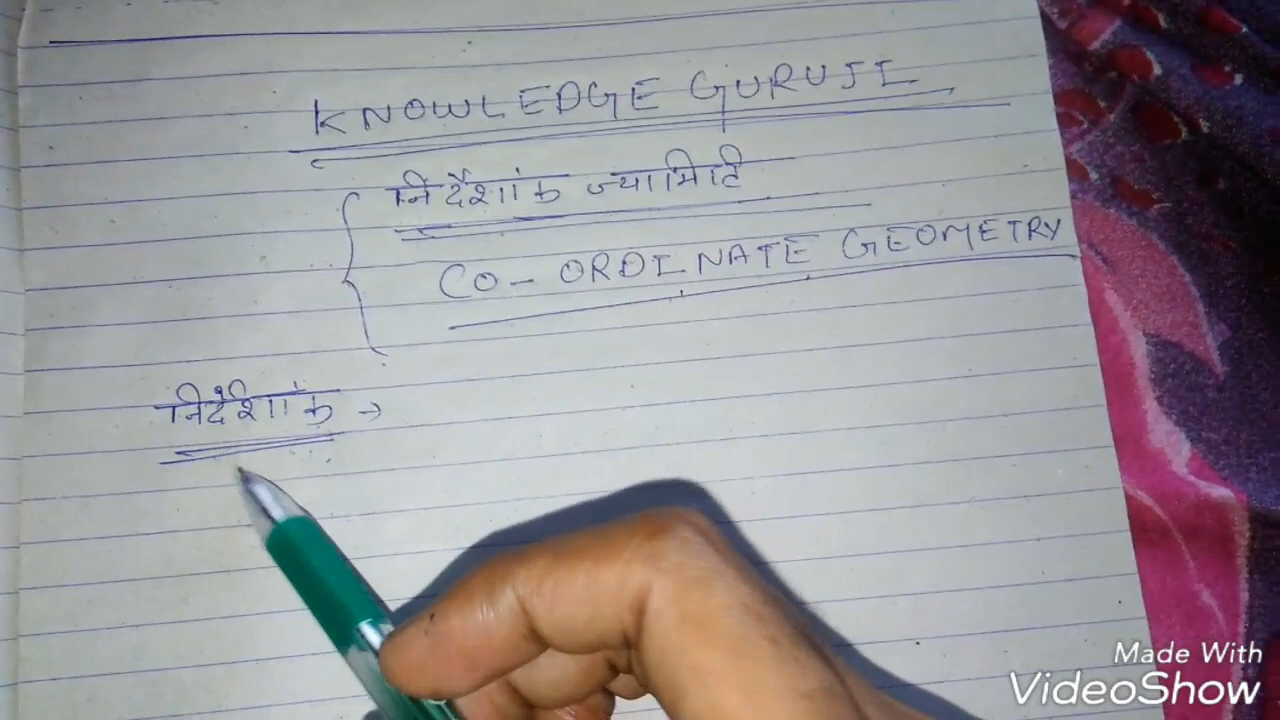 KNOWLEDGE GURUJI
निर्देशांक ज्यामिति
CO-ORDINATE GEOMETRY
निर्देशांक →
Made With
VideoShow